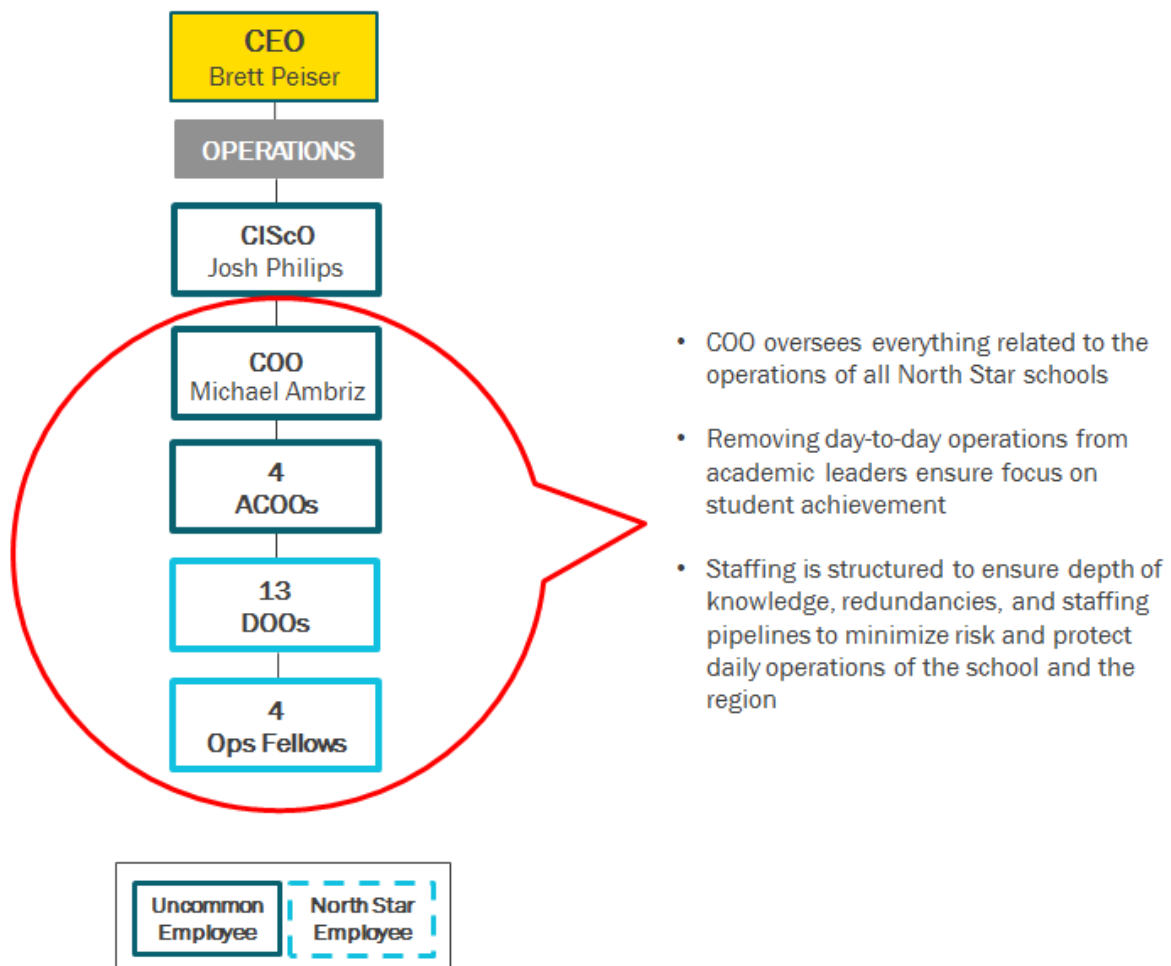 CEO
Brett Peiser
OPERATIONS
CIScO
Josh Philips
COO
Michael Ambriz
4
ACOOs
13
DOOs
4
Ops Fellows
• COO oversees everything related to the
operations of all North Star schools
• Removing day-to-day operations from
academic leaders ensure focus on
student achievement
• Staffing is structured to ensure depth of
knowledge, redundancies, and staffing
pipelines to minimize risk and protect
daily operations of the school and the
region
Uncommon
Employee
North Star
Employee